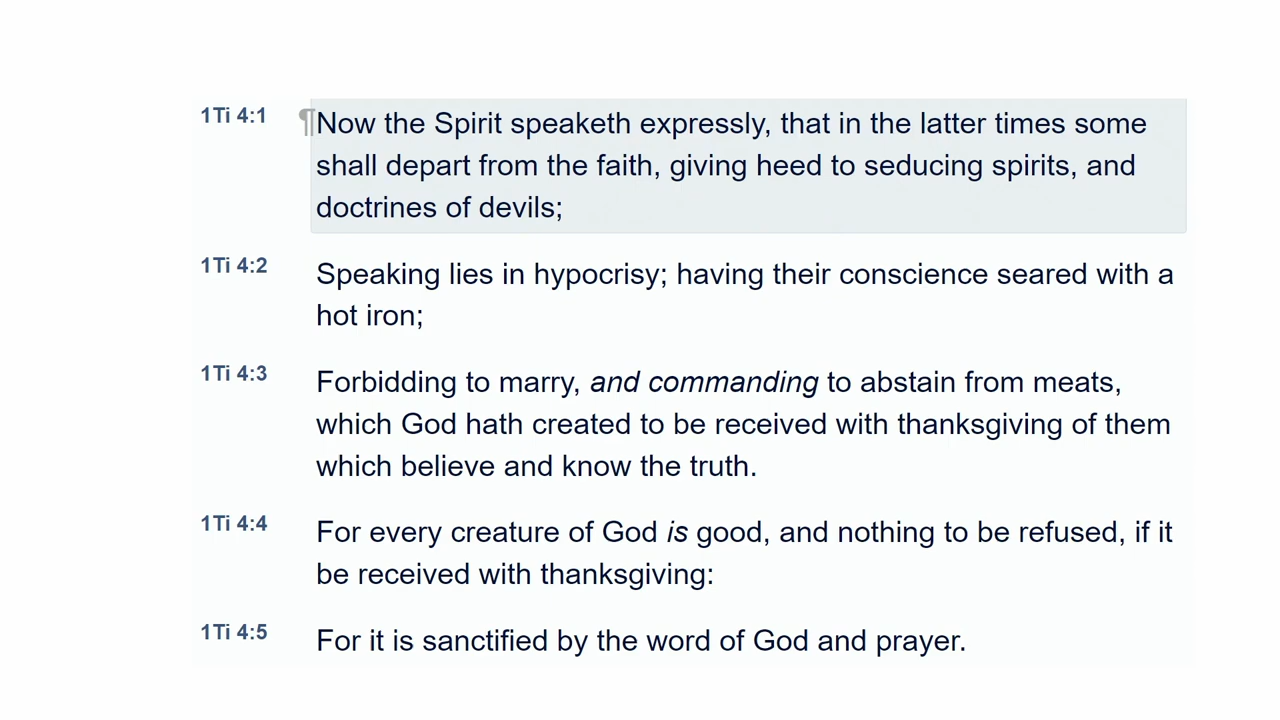 1Ti 4:1 ¶Now the Spirit speaketh expressly, that in the latter times some
shall depart from the faith, giving heed to seducing spirits, and
doctrines of devils;
1Ti 4:2 Speaking lies in hypocrisy; having their conscience seared with a
hot iron;
1Ti 4:3 Forbidding to marry, and commanding to abstain from meats,
which God hath created to be received with thanksgiving of them
which believe and know the truth.
1Ti 4:4 For every creature of God is good, and nothing to be refused, if it
be received with thanksgiving:
1Ti 4:5 For it is sanctified by the word of God and prayer.